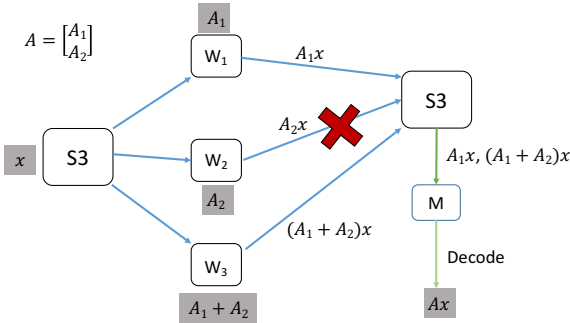 A = [A₁
A₂]
A₁
W₁
A₁x
x
S3
W₂
A₂
A₂x
W₃
A₁ + A₂
(A₁ + A₂)x
S3
A₁x, (A₁ + A₂)x
M
Decode
Ax